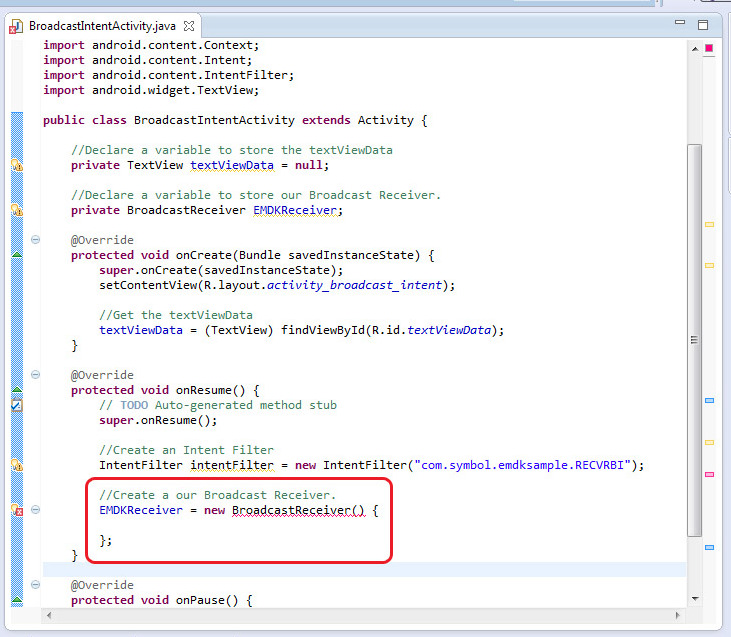 BroadcastIntentActivity.java
import android.content.Context;
import android.content.Intent;
import android.content.IntentFilter;
import android.widget.TextView;
public class BroadcastIntentActivity extends Activity {
//Declare a variable to store the textViewData
private TextView textViewData = null;
//Declare a variable to store our Broadcast Receiver.
private BroadcastReceiver EMDKReceiver;
@Override
protected void onCreate(Bundle savedInstanceState) {
super.onCreate(savedInstanceState);
setContentView(R.layout.activity_broadcast_intent);
//Get the textViewData
textViewData = (TextView) findViewById(R.id.textViewData);
}
@Override
protected void onResume() {
// TODO Auto-generated method stub
super.onResume();
//Create an Intent Filter
IntentFilter intentFilter = new IntentFilter("com.symbol.emdksample.RECVRBI");
//Create a our Broadcast Receiver.
EMDKReceiver = new BroadcastReceiver() {
};
}
@Override
protected void onPause() {